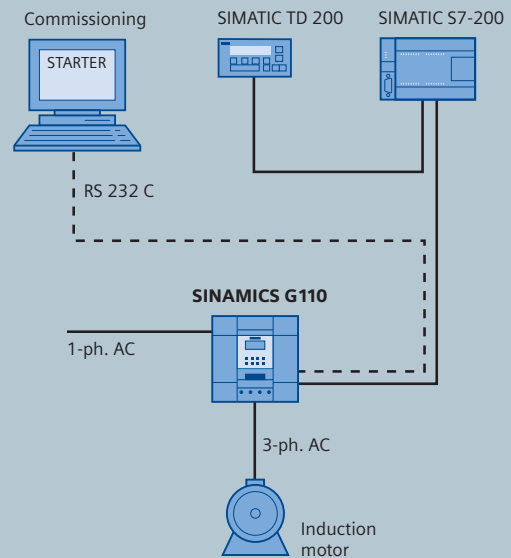 Commissioning
SIMATIC TD 200
SIMATIC S7-200
STARTER
RS 232 C
SINAMICS G110
1-ph. AC
3-ph. AC
Induction
motor